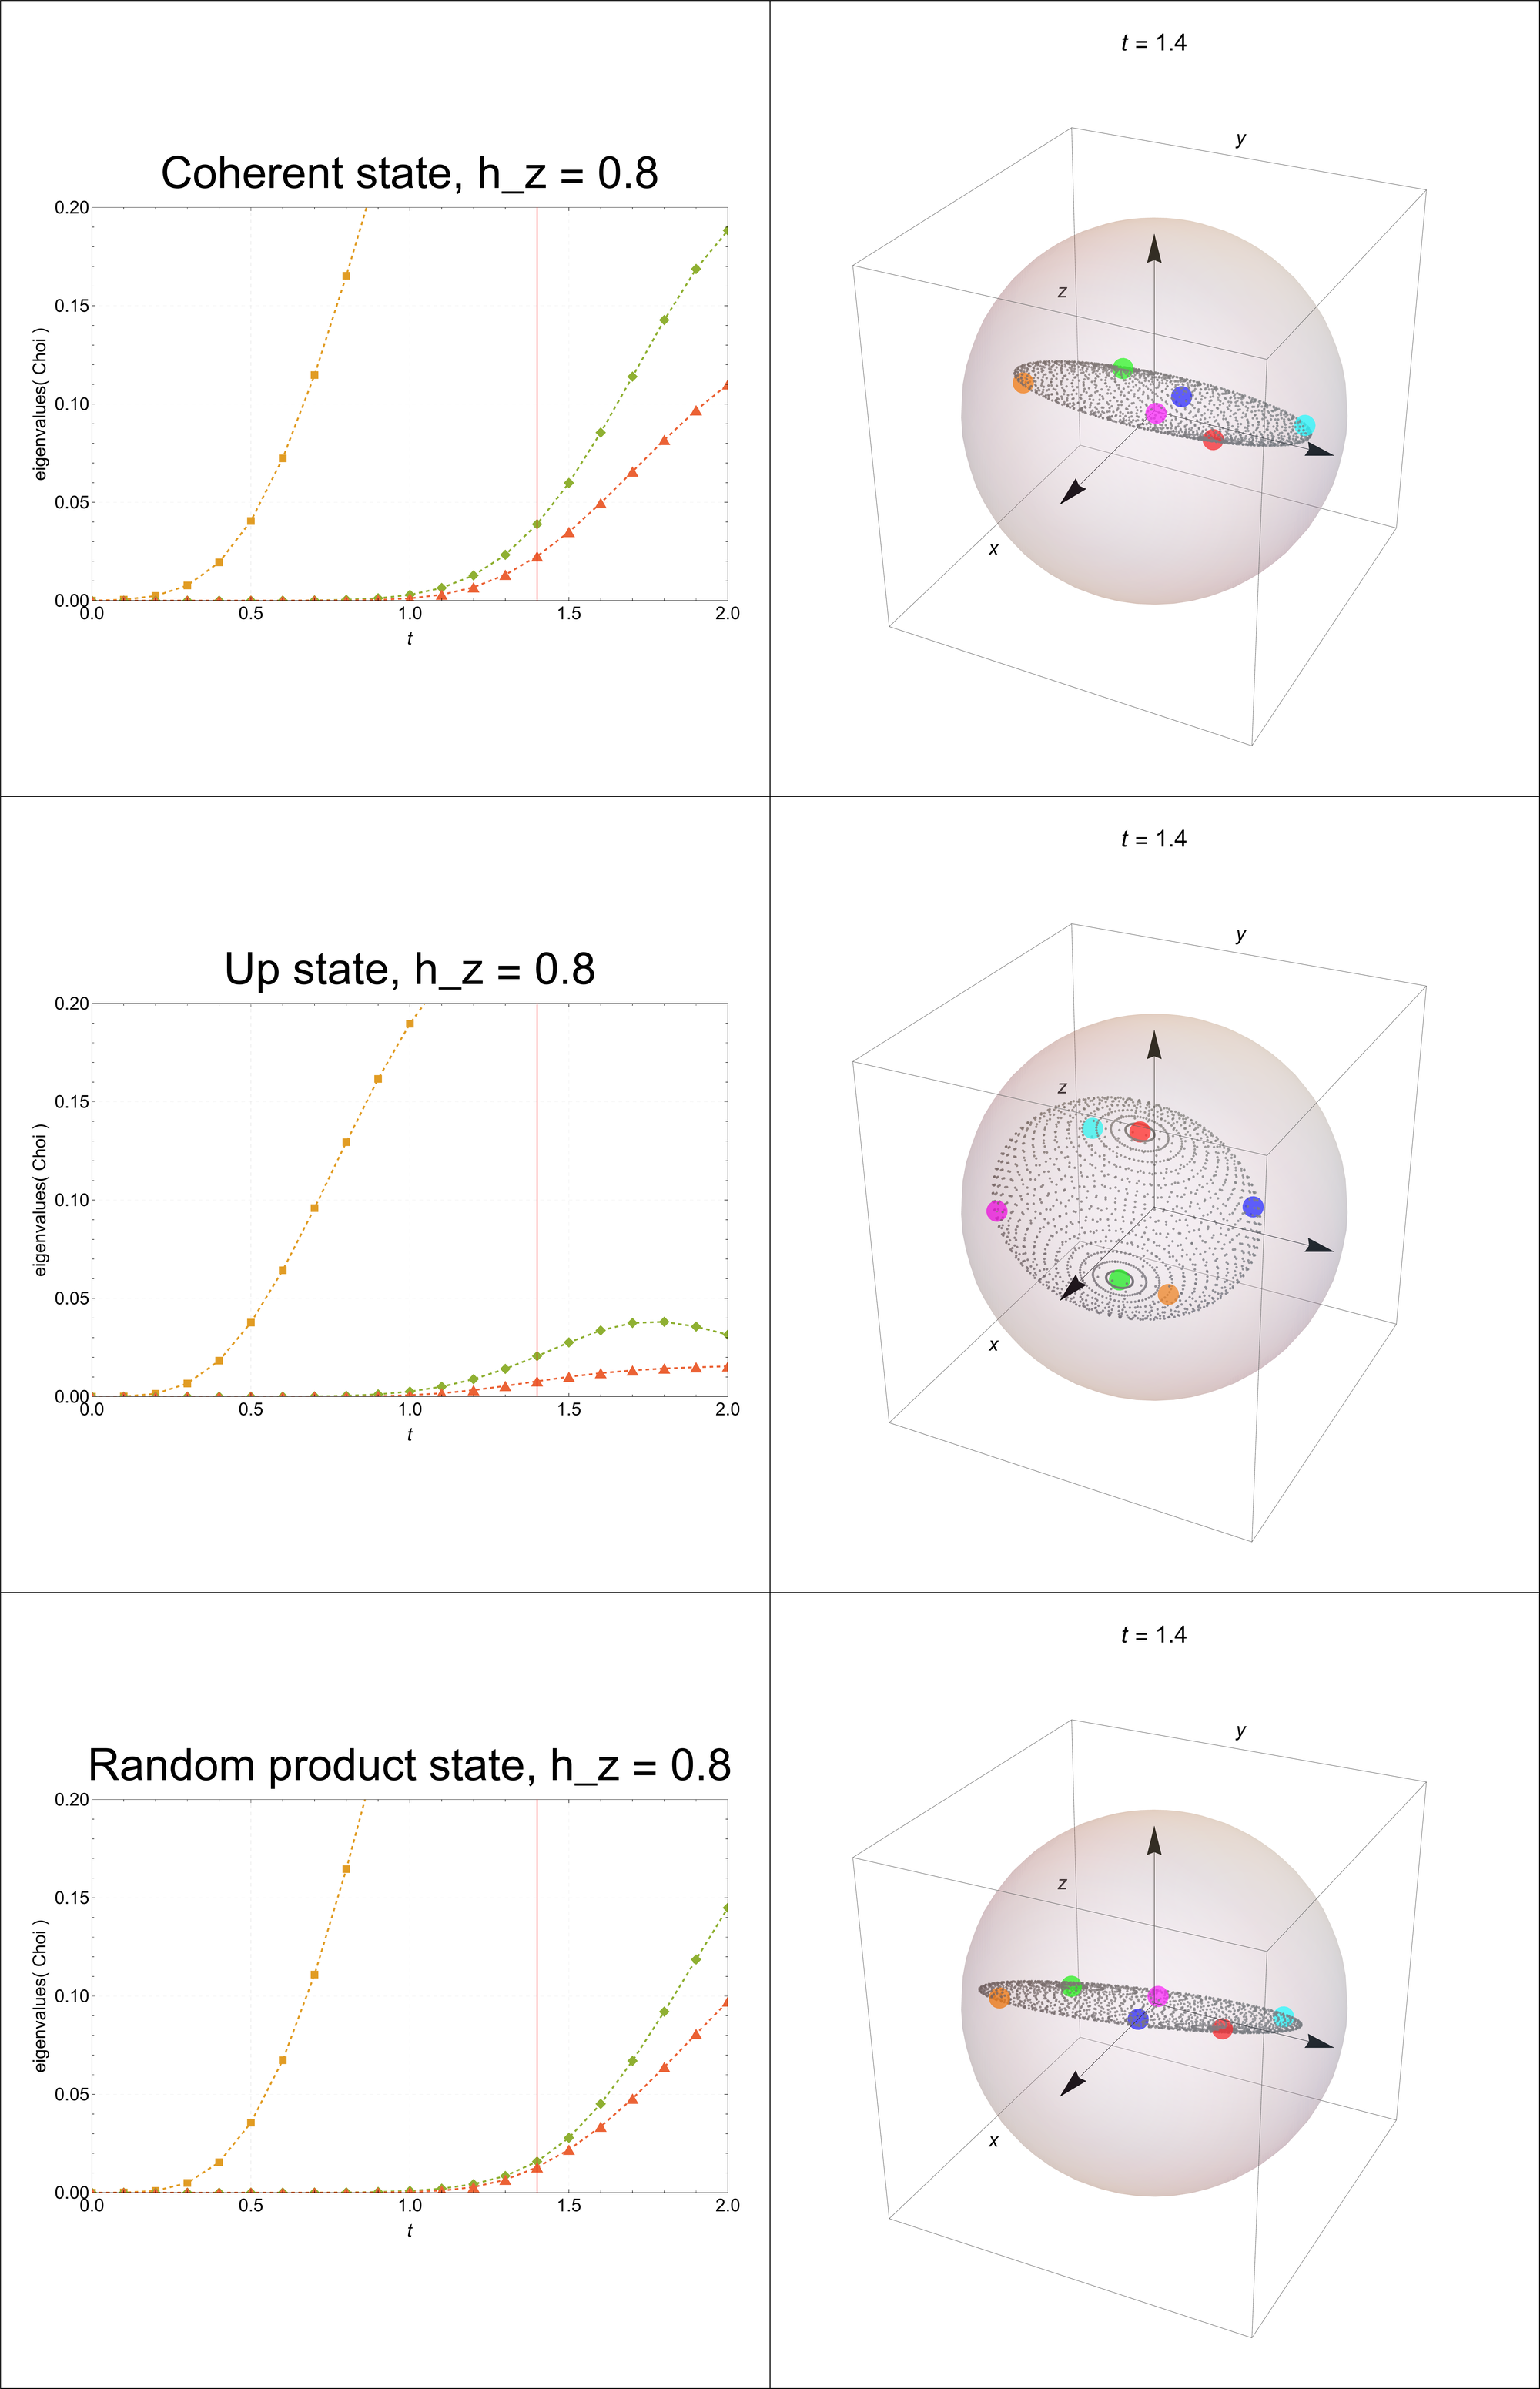 t = 1.4
y
Coherent state, h_z = 0.8
0.20
0.15
0.10
0.05
0.00
eigenvalues( Choi )
0.0 0.5 1.0 1.5 2.0
t
z
x
t = 1.4
y
Up state, h_z = 0.8
0.20
0.15
0.10
0.05
0.00
eigenvalues( Choi )
0.0 0.5 1.0 1.5 2.0
t
z
x
t = 1.4
y
Random product state, h_z = 0.8
0.20
0.15
0.10
0.05
0.00
eigenvalues( Choi )
0.0 0.5 1.0 1.5 2.0
t
z
x